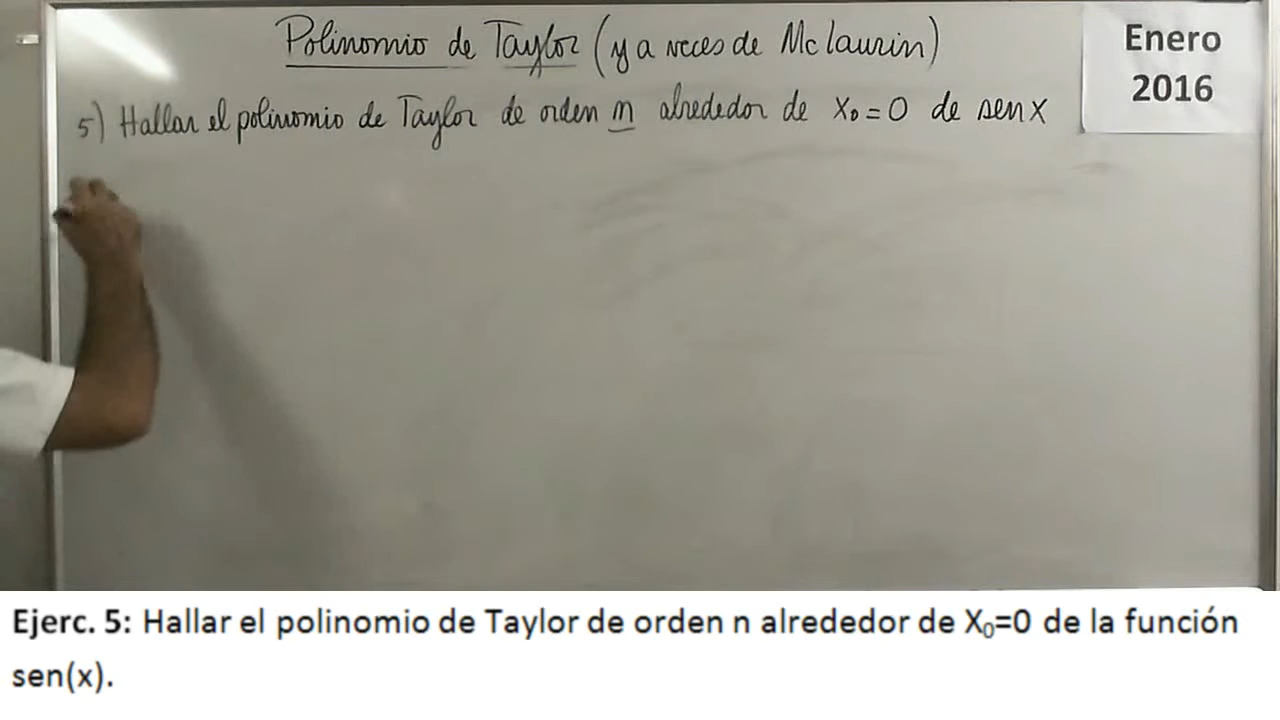 Polinomio de Taylor (y a veces de Mc laurin)
Enero
2016
5) Hallar el polinomio de Taylor de orden n alrededor de x₀ = 0 de sen x
Ejerc. 5: Hallar el polinomio de Taylor de orden n alrededor de X₀=0 de la función
sen(x).